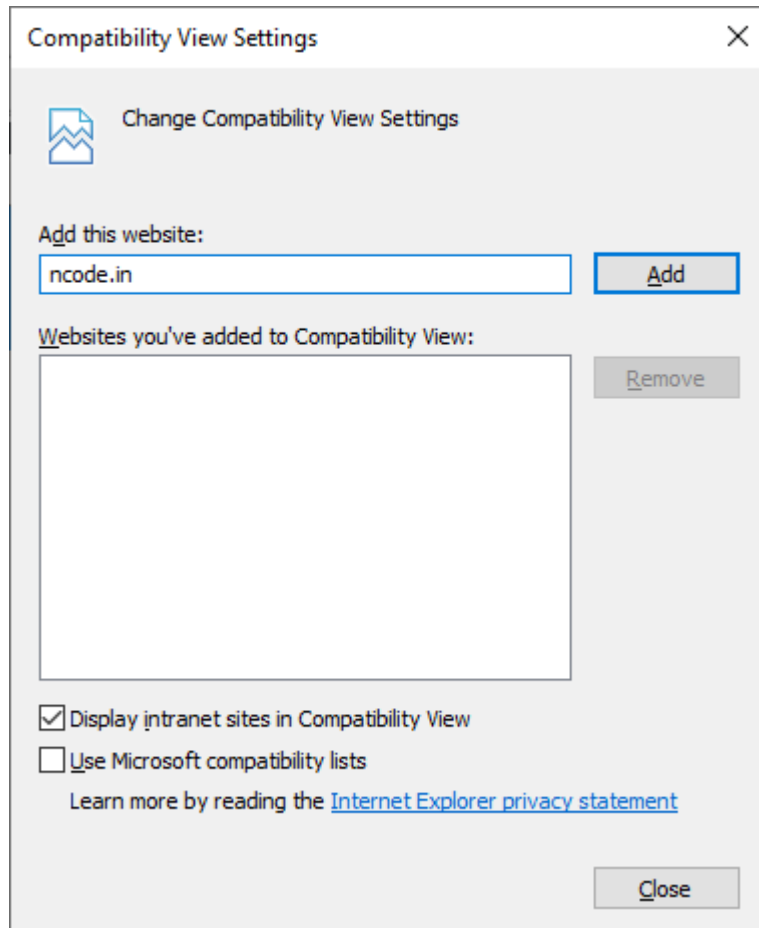 Compatibility View Settings
Change Compatibility View Settings
Add this website:
ncode.in
Add
Websites you've added to Compatibility View:
Remove
Display intranet sites in Compatibility View
Use Microsoft compatibility lists
Learn more by reading the Internet Explorer privacy statement
Close